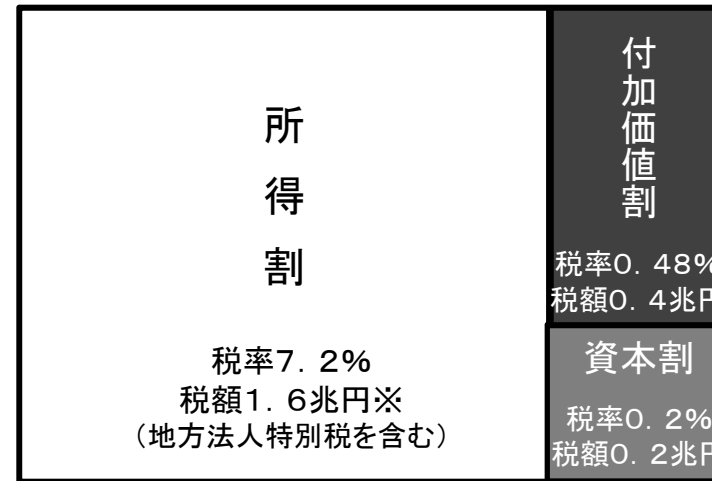 所得割
税率7.2%
税額1.6兆円※
(地方法人特別税を含む)
付加価値割
税率0.48%
税額0.4兆円
資本割
税率0.2%
税額0.2兆円